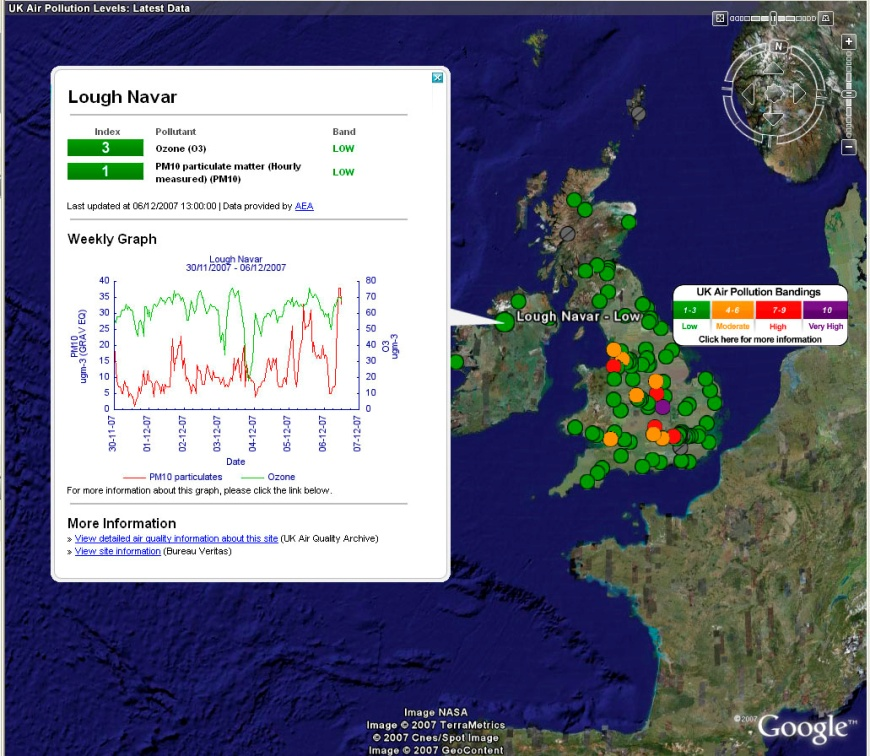 UK Air Pollution Levels: Latest Data
N
Lough Navar
Index Pollutant Band
3 Ozone (O3) LOW
1 PM10 particulate matter (Hourly measured) (PM10) LOW
Last updated at 06/12/2007 13:00:00 | Data provided by AEA
Weekly Graph
Lough Navar
30/11/2007 - 06/12/2007
40
35
30
25
20
15
10
5
0
PM10
ugm-3 (GRAV EQ)
80
70
60
50
40
30
20
10
0
O3
ugm-3
30-11-07
01-12-07
02-12-07
03-12-07
04-12-07
05-12-07
06-12-07
07-12-07
Date
PM10 particulates Ozone
For more information about this graph, please click the link below.
More Information
» View detailed air quality information about this site (UK Air Quality Archive)
» View site information (Bureau Veritas)
Lough Navar - Low
UK Air Pollution Bandings
1-3 4-6 7-9 10
Low Moderate High Very High
Click here for more information
Image NASA
Image © 2007 TerraMetrics
© 2007 Cnes/Spot Image
Image © 2007 GeoContent
©2007 Google™